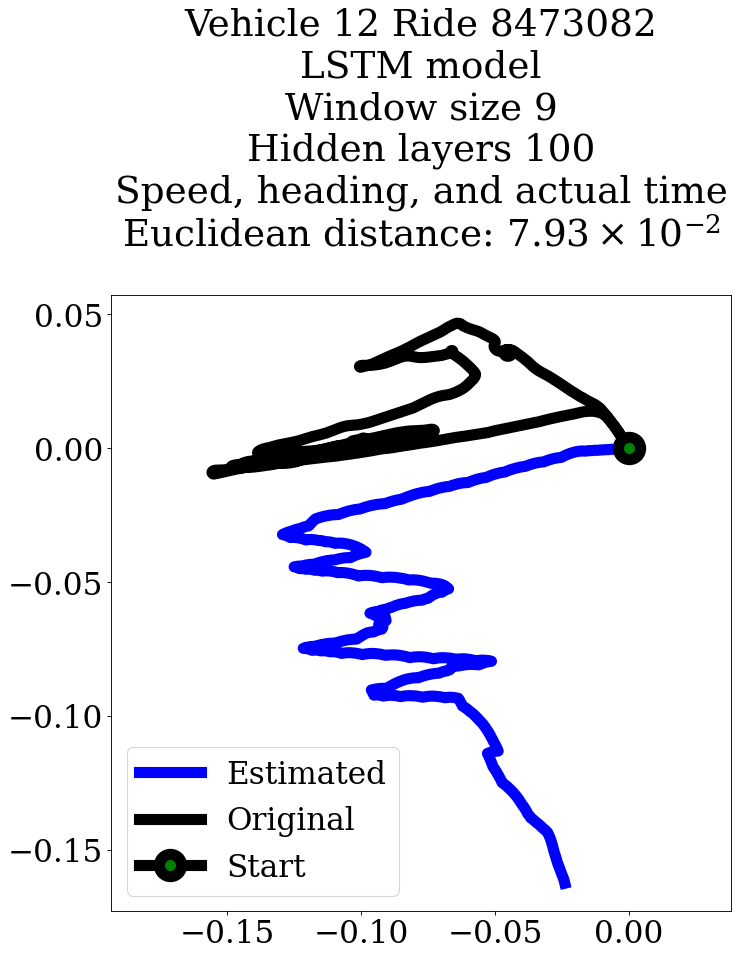 Vehicle 12 Ride 8473082
LSTM model
Window size 9
Hidden layers 100
Speed, heading, and actual time
Euclidean distance: 7.93 × 10⁻²
0.05
0.00
−0.05
−0.10
−0.15
Estimated
Original
Start
−0.15 −0.10 −0.05 0.00